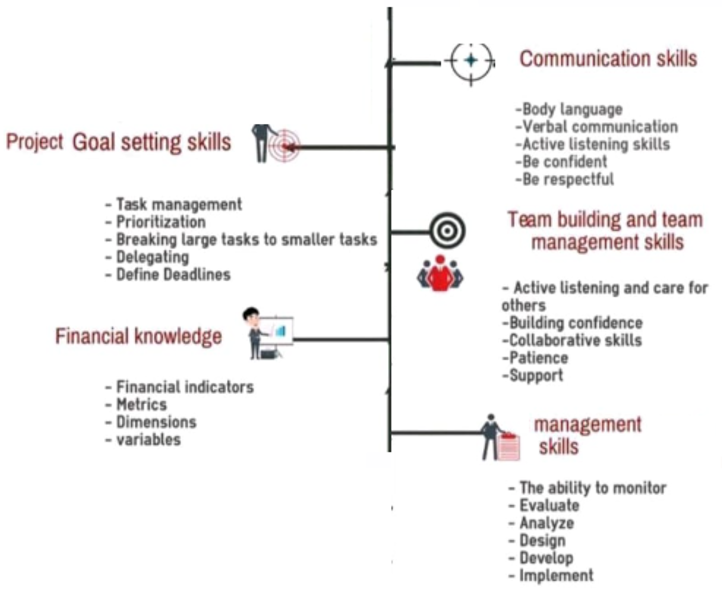 Communication skills
-Body language
-Verbal communication
-Active listening skills
-Be confident
-Be respectful
Project Goal setting skills
- Task management
- Prioritization
- Breaking large tasks to smaller tasks
- Delegating
- Define Deadlines
Team building and team
management skills
- Active listening and care for
others
-Building confidence
-Collaborative skills
-Patience
-Support
Financial knowledge
- Financial indicators
- Metrics
- Dimensions
- variables
management
skills
- The ability to monitor
- Evaluate
- Analyze
- Design
- Develop
- Implement